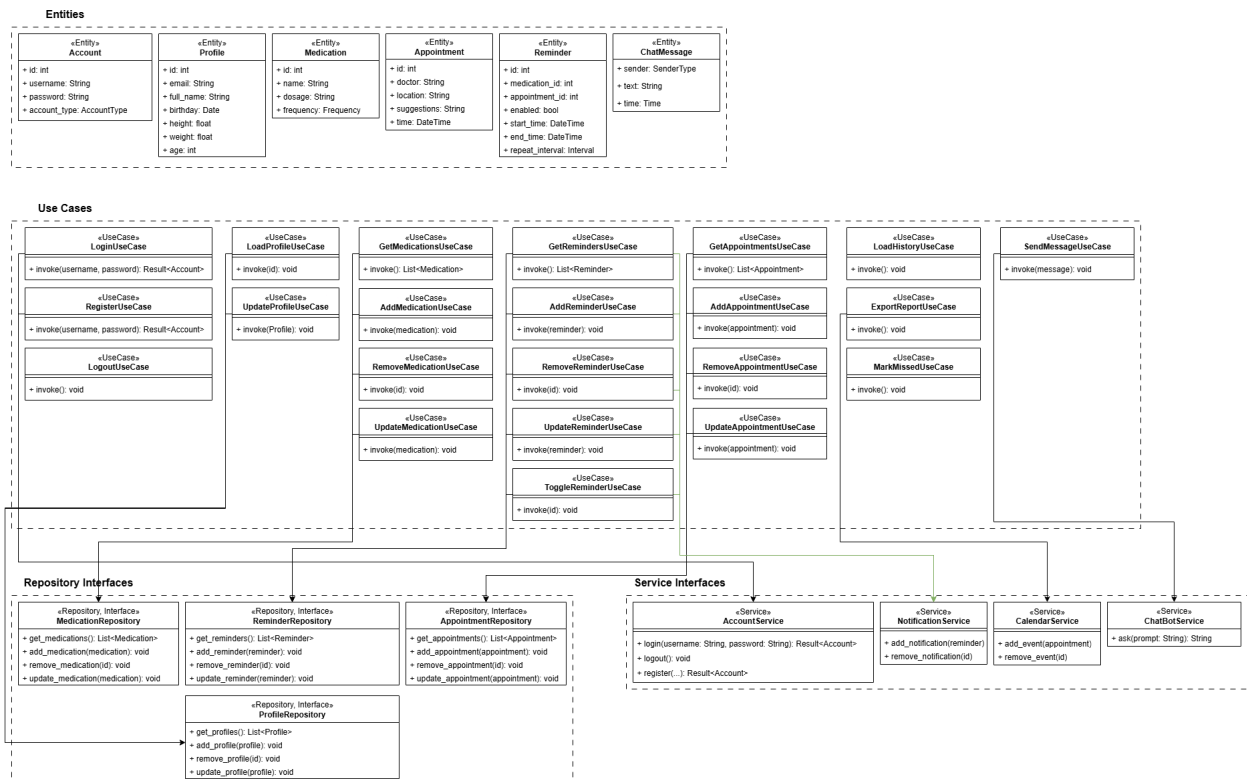 Entities
«Entity»
Account
+ id: int
+ username: String
+ password: String
+ account_type: AccountType
«Entity»
Profile
+ id: int
+ email: String
+ full_name: String
+ birthday: Date
+ height: float
+ weight: float
+ age: int
«Entity»
Medication
+ id: int
+ name: String
+ dosage: String
+ frequency: Frequency
«Entity»
Appointment
+ id: int
+ doctor: String
+ location: String
+ suggestions: String
+ time: DateTime
«Entity»
Reminder
+ id: int
+ medication_id: int
+ appointment_id: int
+ enabled: bool
+ start_time: DateTime
+ end_time: DateTime
+ repeat_interval: Interval
«Entity»
ChatMessage
+ sender: SenderType
+ text: String
+ time: Time
Use Cases
«UseCase»
LoginUseCase
+ invoke(username, password): Result<Account>
«UseCase»
RegisterUseCase
+ invoke(username, password): Result<Account>
«UseCase»
LogoutUseCase
+ invoke(): void
«UseCase»
LoadProfileUseCase
+ invoke(id): void
«UseCase»
UpdateProfileUseCase
+ invoke(Profile): void
«UseCase»
GetMedicationsUseCase
+ invoke(): List<Medication>
«UseCase»
AddMedicationUseCase
+ invoke(medication): void
«UseCase»
RemoveMedicationUseCase
+ invoke(id): void
«UseCase»
UpdateMedicationUseCase
+ invoke(medication): void
«UseCase»
GetRemindersUseCase
+ invoke(): List<Reminder>
«UseCase»
AddReminderUseCase
+ invoke(reminder): void
«UseCase»
RemoveReminderUseCase
+ invoke(id): void
«UseCase»
UpdateReminderUseCase
+ invoke(reminder): void
«UseCase»
ToggleReminderUseCase
+ invoke(id): void
«UseCase»
GetAppointmentsUseCase
+ invoke(): List<Appointment>
«UseCase»
AddAppointmentUseCase
+ invoke(appointment): void
«UseCase»
RemoveAppointmentUseCase
+ invoke(id): void
«UseCase»
UpdateAppointmentUseCase
+ invoke(appointment): void
«UseCase»
LoadHistoryUseCase
+ invoke(): void
«UseCase»
ExportReportUseCase
+ invoke(): void
«UseCase»
MarkMissedUseCase
+ invoke(): void
«UseCase»
SendMessageUseCase
+ invoke(message): void
Repository Interfaces
«Repository, Interface»
MedicationRepository
+ get_medications(): List<Medication>
+ add_medication(medication): void
+ remove_medication(id): void
+ update_medication(medication): void
«Repository, Interface»
ReminderRepository
+ get_reminders(): List<Reminder>
+ add_reminder(reminder): void
+ remove_reminder(id): void
+ update_reminder(reminder): void
«Repository, Interface»
AppointmentRepository
+ get_appointments(): List<Appointment>
+ add_appointment(appointment): void
+ remove_appointment(id): void
+ update_appointment(appointment): void
«Repository, Interface»
ProfileRepository
+ get_profiles(): List<Profile>
+ add_profile(profile): void
+ remove_profile(id): void
+ update_profile(profile): void
Service Interfaces
«Service»
AccountService
+ login(username: String, password: String): Result<Account>
+ logout(): void
+ register(...): Result<Account>
«Service»
NotificationService
+ add_notification(reminder)
+ remove_notification(id)
«Service»
CalendarService
+ add_event(appointment)
+ remove_event(id)
«Service»
ChatBotService
+ ask(prompt: String): String